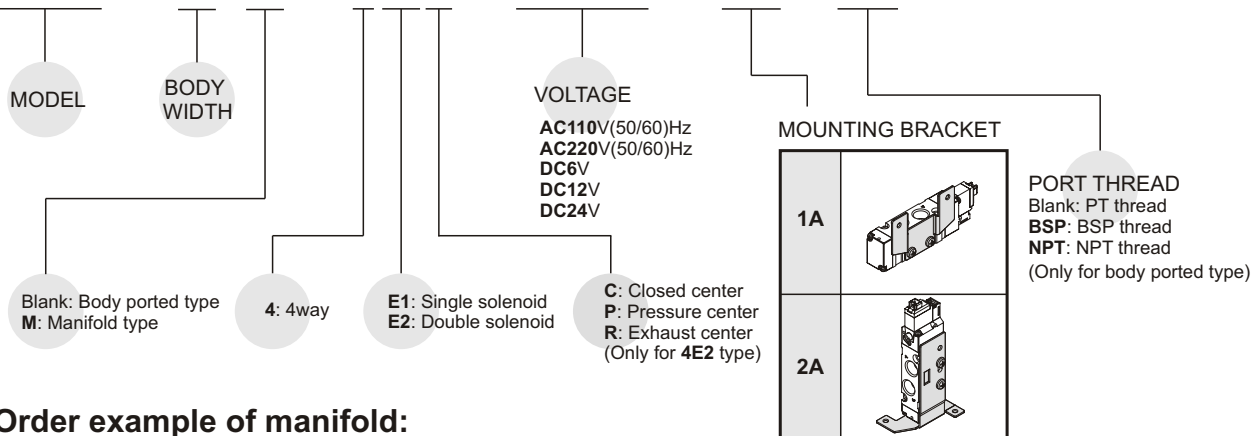 MODEL
BODY
WIDTH
VOLTAGE
AC110V(50/60)Hz
AC220V(50/60)Hz
DC6V
DC12V
DC24V
MOUNTING BRACKET
1A
2A
PORT THREAD
Blank: PT thread
BSP: BSP thread
NPT: NPT thread
(Only for body ported type)
Blank: Body ported type
M: Manifold type
4: 4way
E1: Single solenoid
E2: Double solenoid
C: Closed center
P: Pressure center
R: Exhaust center
(Only for 4E2 type)
Order example of manifold: